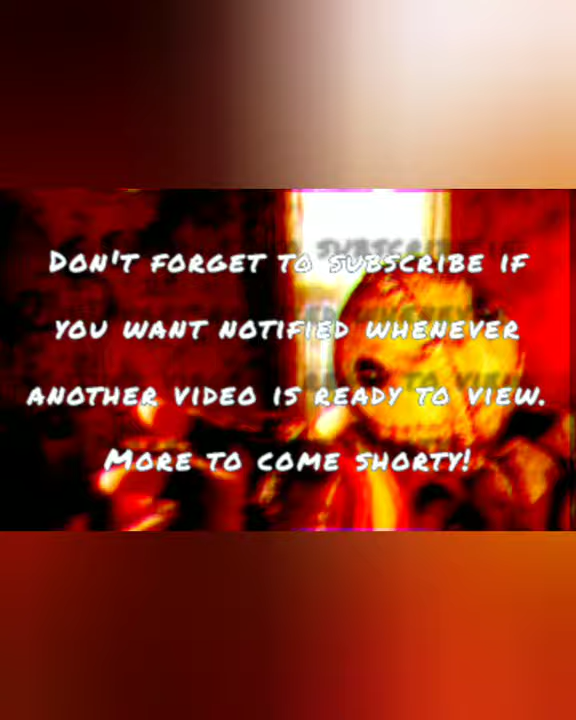 Don't forget to subscribe if
you want notified whenever
another video is ready to view.
More to come shorty!